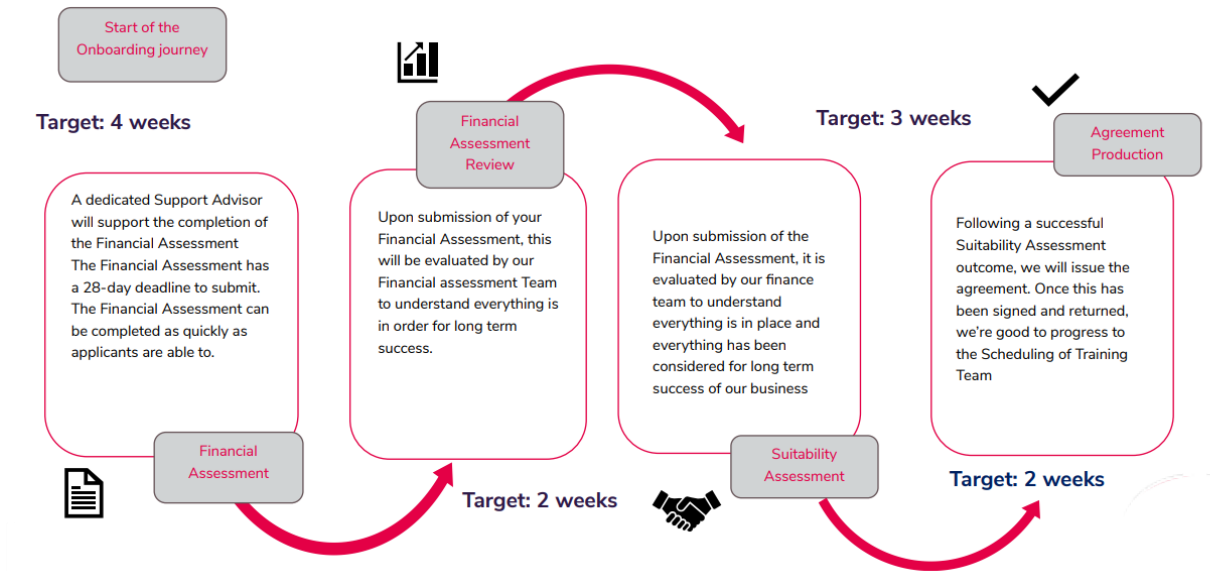 Start of the
Onboarding journey
Target: 4 weeks
A dedicated Support Advisor
will support the completion of
the Financial Assessment
The Financial Assessment has
a 28-day deadline to submit.
The Financial Assessment can
be completed as quickly as
applicants are able to.
Financial
Assessment
Financial
Assessment
Review
Upon submission of your
Financial Assessment, this
will be evaluated by our
Financial assessment Team
to understand everything is
in order for long term
success.
Target: 2 weeks
Upon submission of the
Financial Assessment, it is
evaluated by our finance
team to understand
everything is in place and
everything has been
considered for long term
success of our business
Suitability
Assessment
Target: 3 weeks
Agreement
Production
Following a successful
Suitability Assessment
outcome, we will issue the
agreement. Once this has
been signed and returned,
we’re good to progress to
the Scheduling of Training
Team
Target: 2 weeks